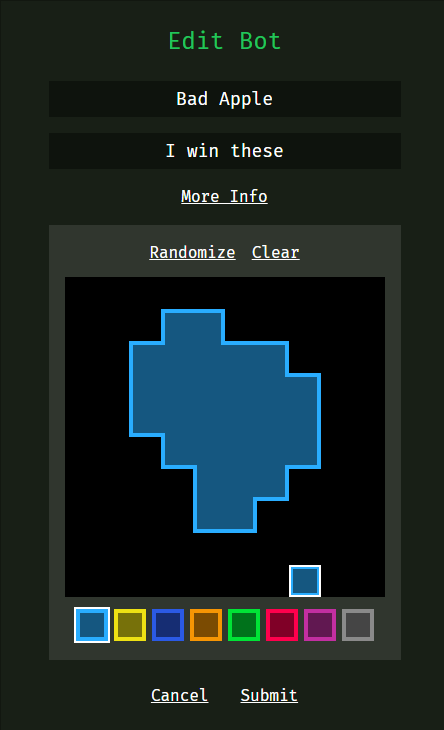 Edit Bot
Bad Apple
I win these
More Info
Randomize Clear
Cancel Submit